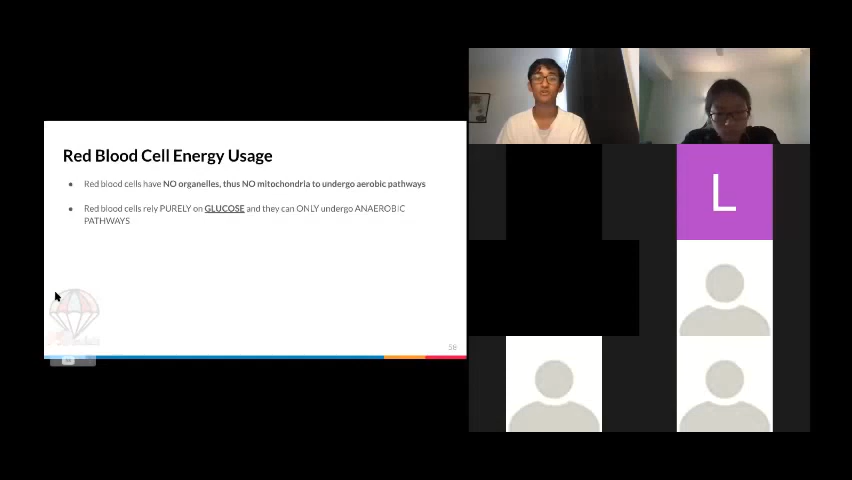 Red Blood Cell Energy Usage
● Red blood cells have NO organelles, thus NO mitochondria to undergo aerobic pathways
● Red blood cells rely PURELY on GLUCOSE and they can ONLY undergo ANAEROBIC
PATHWAYS
58
L